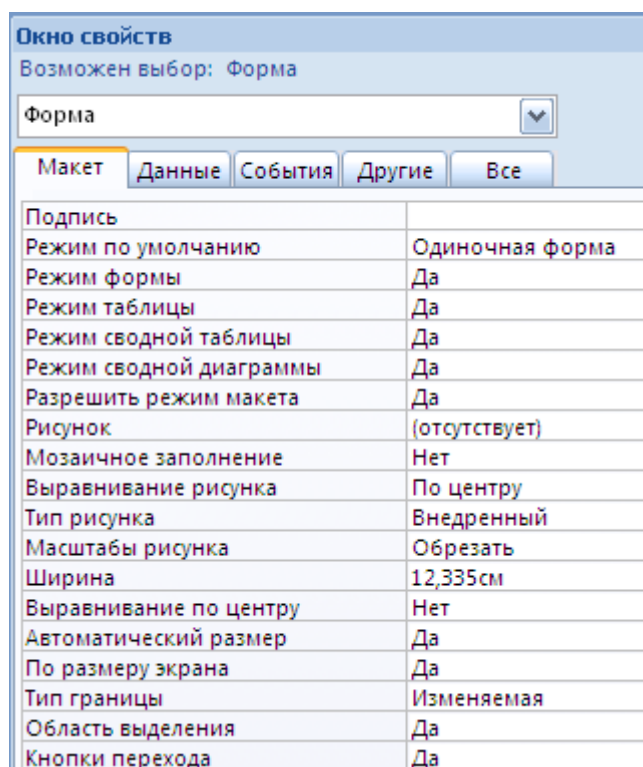 Окно свойств
Возможен выбор: Форма
Форма
Макет Данные События Другие Все
Подпись
Режим по умолчанию Одиночная форма
Режим формы Да
Режим таблицы Да
Режим сводной таблицы Да
Режим сводной диаграммы Да
Разрешить режим макета Да
Рисунок (отсутствует)
Мозаичное заполнение Нет
Выравнивание рисунка По центру
Тип рисунка Внедренный
Масштабы рисунка Обрезать
Ширина 12,335см
Выравнивание по центру Нет
Автоматический размер Да
По размеру экрана Да
Тип границы Изменяемая
Область выделения Да
Кнопки перехода Да